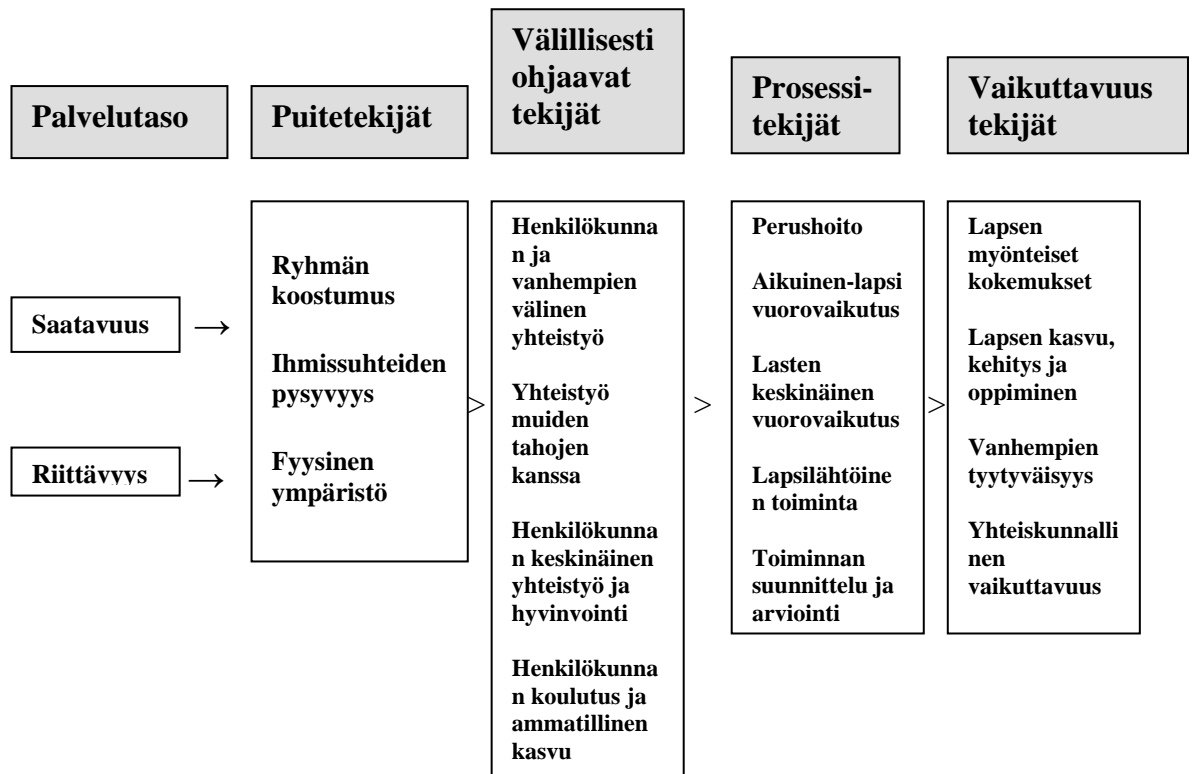 Palvelutaso
Puitetekijät
Välillisesti
ohjaavat
tekijät
Prosessi-
tekijät
Vaikuttavuus
tekijät
Saatavuus
→
Riittävyys
→
Ryhmän
koostumus
Ihmissuhteiden
pysyvyys
Fyysinen
ympäristö
>
Henkilökunna
n ja
vanhempien
välinen
yhteistyö
Yhteistyö
muiden
tahojen
kanssa
Henkilökunna
n keskinäinen
yhteistyö ja
hyvinvointi
Henkilökunna
n koulutus ja
ammatillinen
kasvu
>
Perushoito
Aikuinen-lapsi
vuorovaikutus
Lasten
keskinäinen
vuorovaikutus
Lapsilähtöine
n toiminta
Toiminnan
suunnittelu ja
arviointi
>
Lapsen
myönteiset
kokemukset
Lapsen kasvu,
kehitys ja
oppiminen
Vanhempien
tyytyväisyys
Yhteiskunnalli
nen
vaikuttavuus